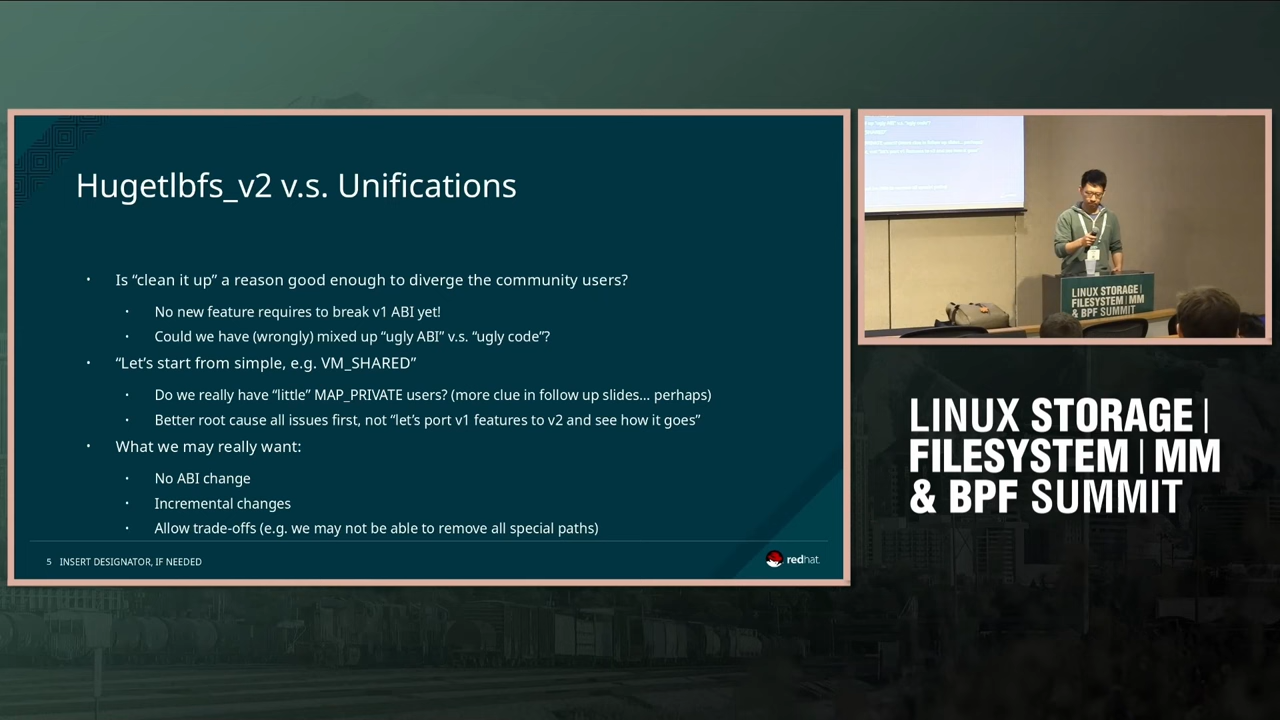 Hugetlbfs_v2 v.s. Unifications
• Is “clean it up” a reason good enough to diverge the community users?
• No new feature requires to break v1 ABI yet!
• Could we have (wrongly) mixed up “ugly ABI” v.s. “ugly code”?
• “Let’s start from simple, e.g. VM_SHARED”
• Do we really have “little” MAP_PRIVATE users? (more clue in follow up slides… perhaps)
• Better root cause all issues first, not “let’s port v1 features to v2 and see how it goes”
• What we may really want:
• No ABI change
• Incremental changes
• Allow trade-offs (e.g. we may not be able to remove all special paths)
5 INSERT DESIGNATOR, IF NEEDED
redhat.
LINUX STORAGE |
FILESYSTEM | MM
& BPF SUMMIT
LINUX STORAGE |
FILESYSTEM | MM
& BPF SUMMIT